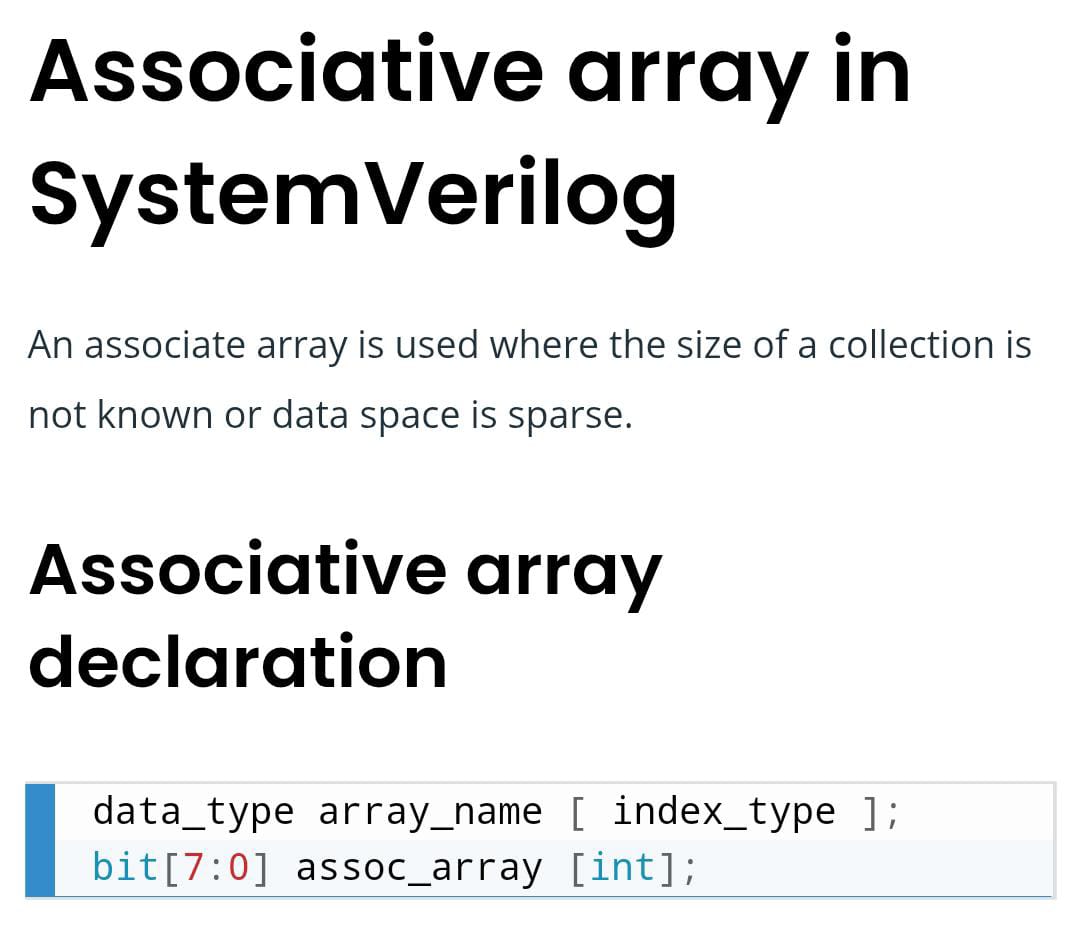 Associative array in
SystemVerilog
An associate array is used where the size of a collection is
not known or data space is sparse.
Associative array
declaration
data_type array_name [ index_type ];
bit[7:0] assoc_array [int];